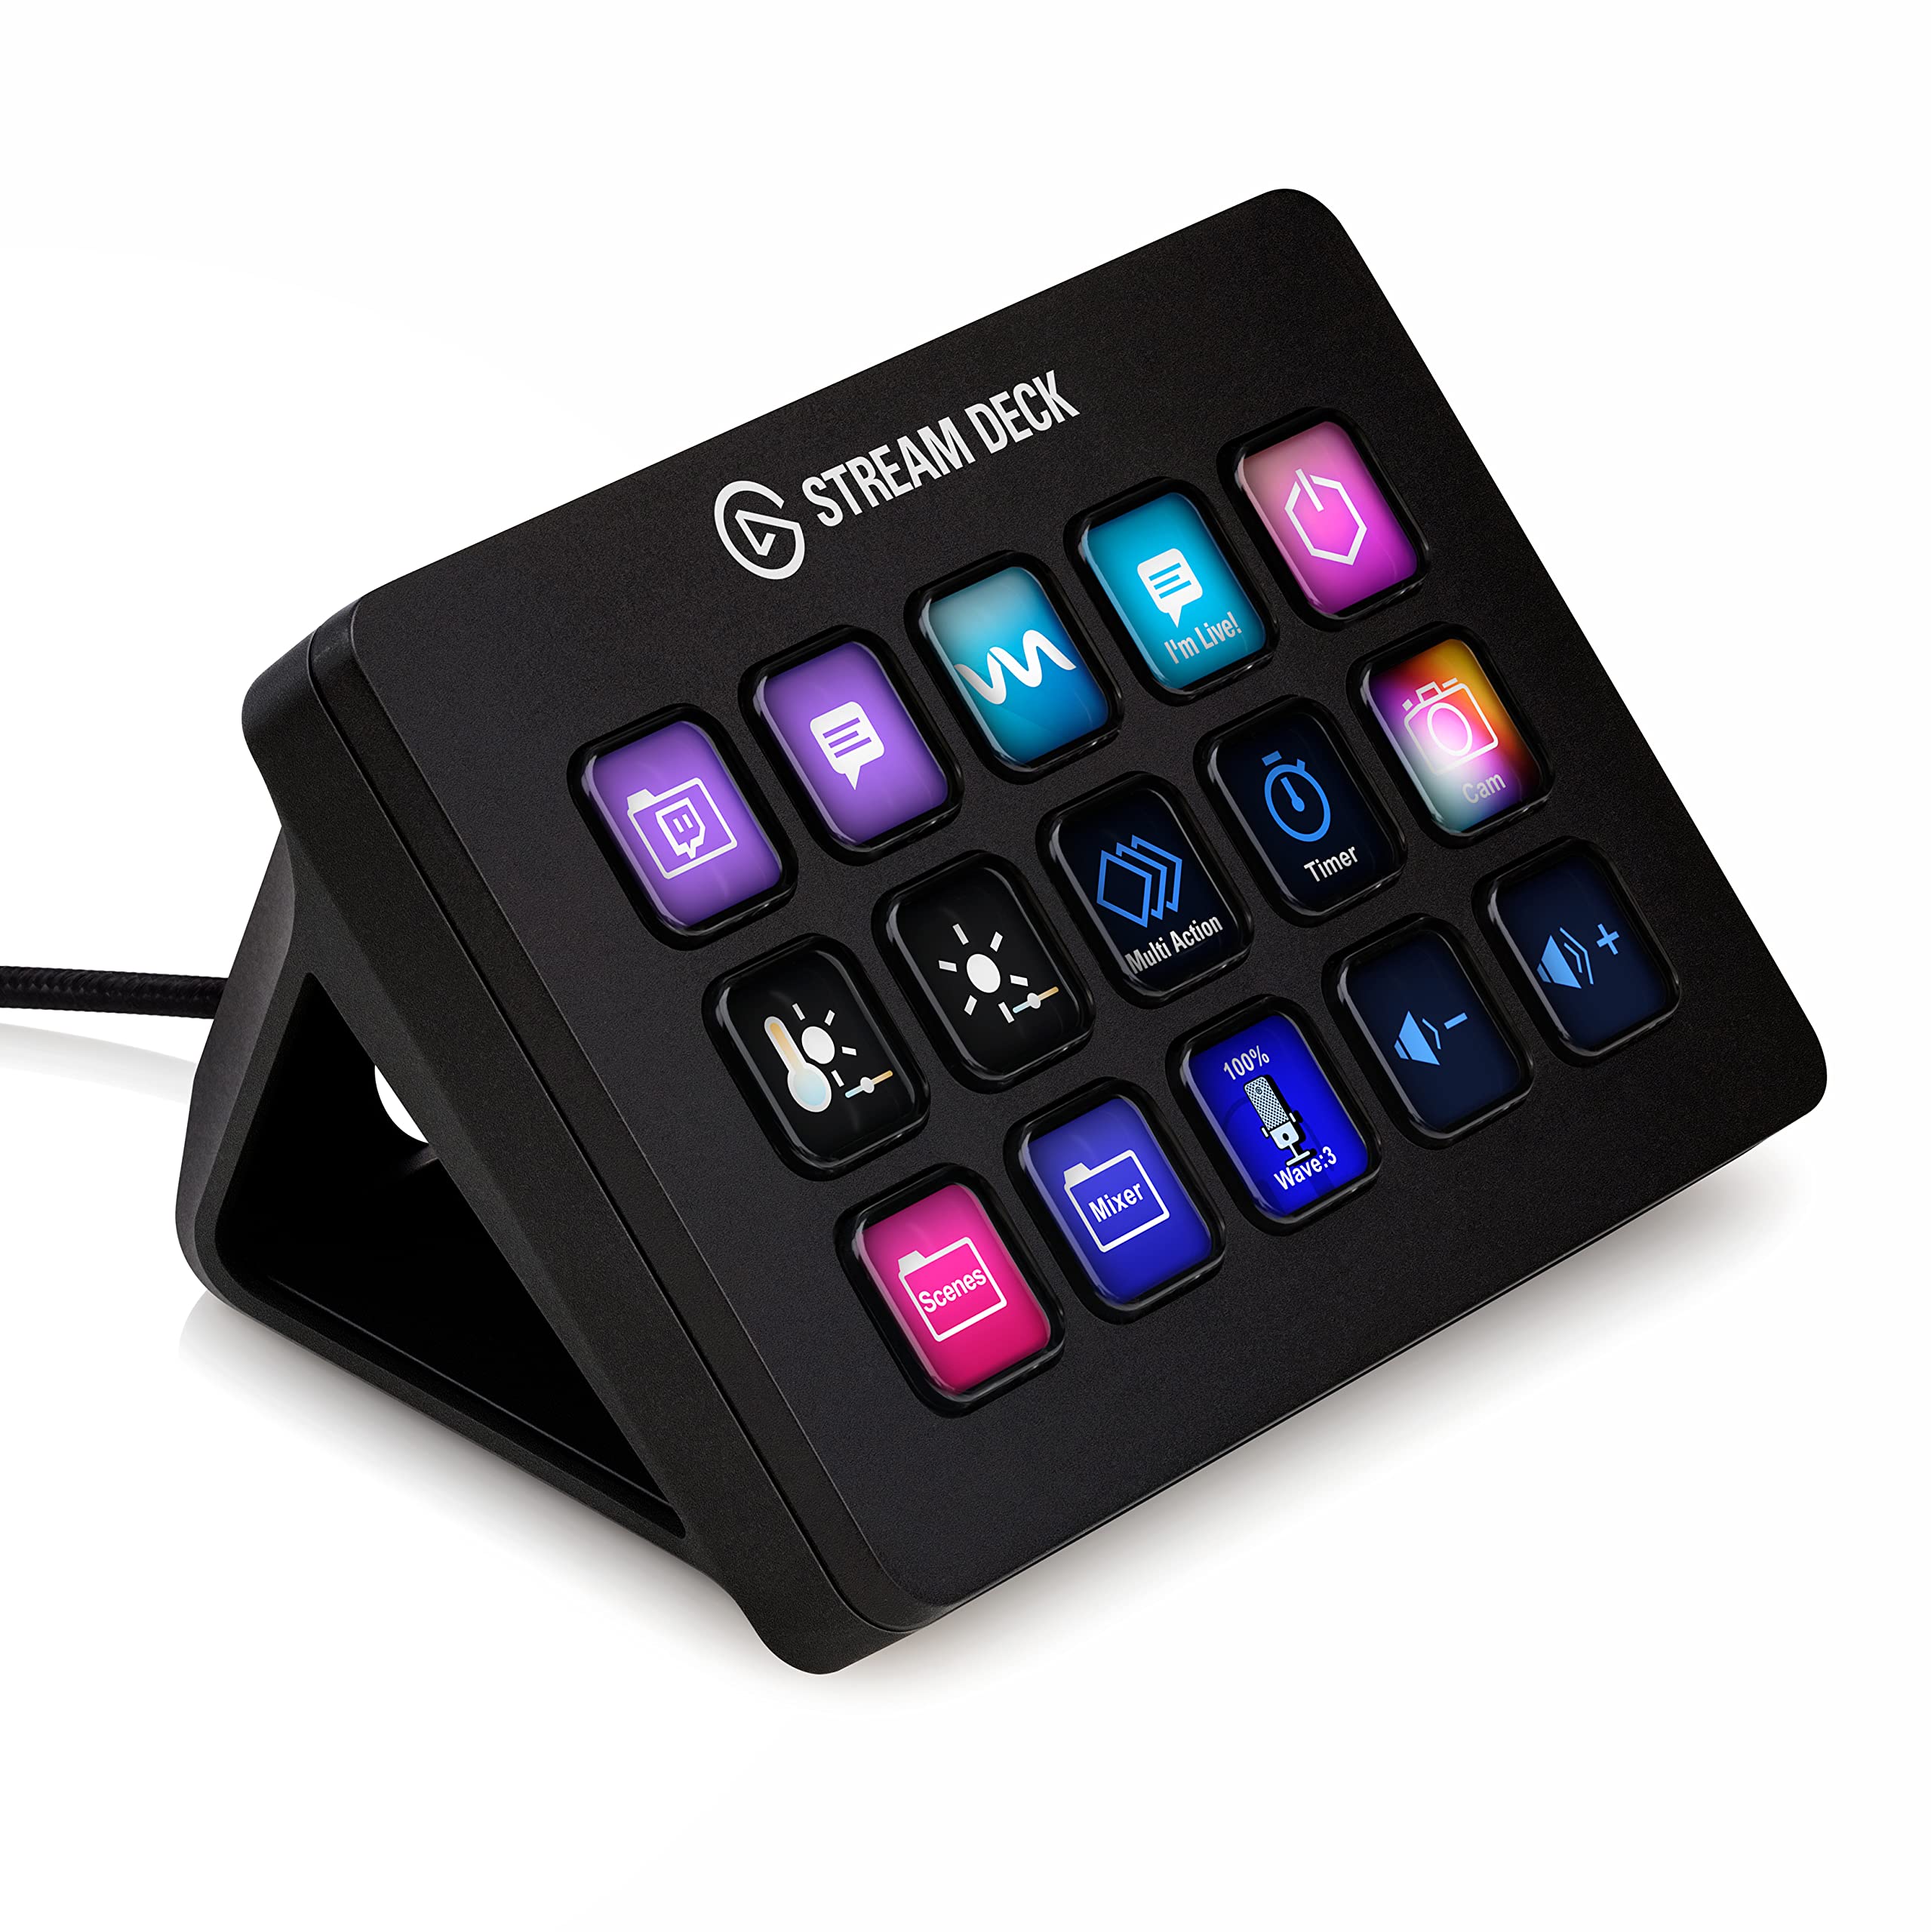 STREAM DECK
I'm Live!
Multi Action
Timer
Cam
Scenes
Mixer
100%
Wave:3